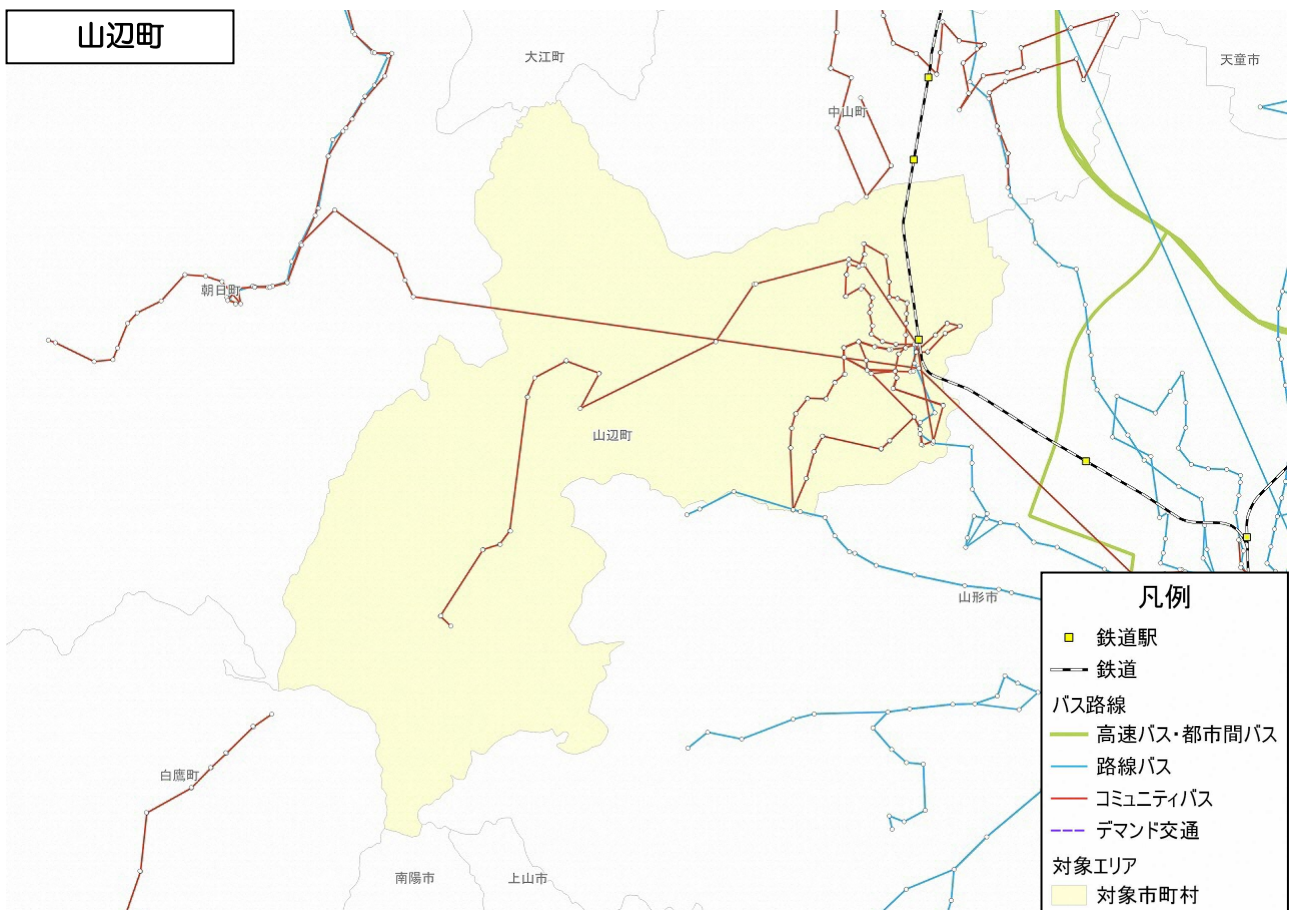 山辺町
大江町
天童市
中山町
朝日町
山辺町
山形市
白鷹町
南陽市
上山市
凡例
鉄道駅
鉄道
バス路線
高速バス・都市間バス
路線バス
コミュニティバス
デマンド交通
対象エリア
対象市町村